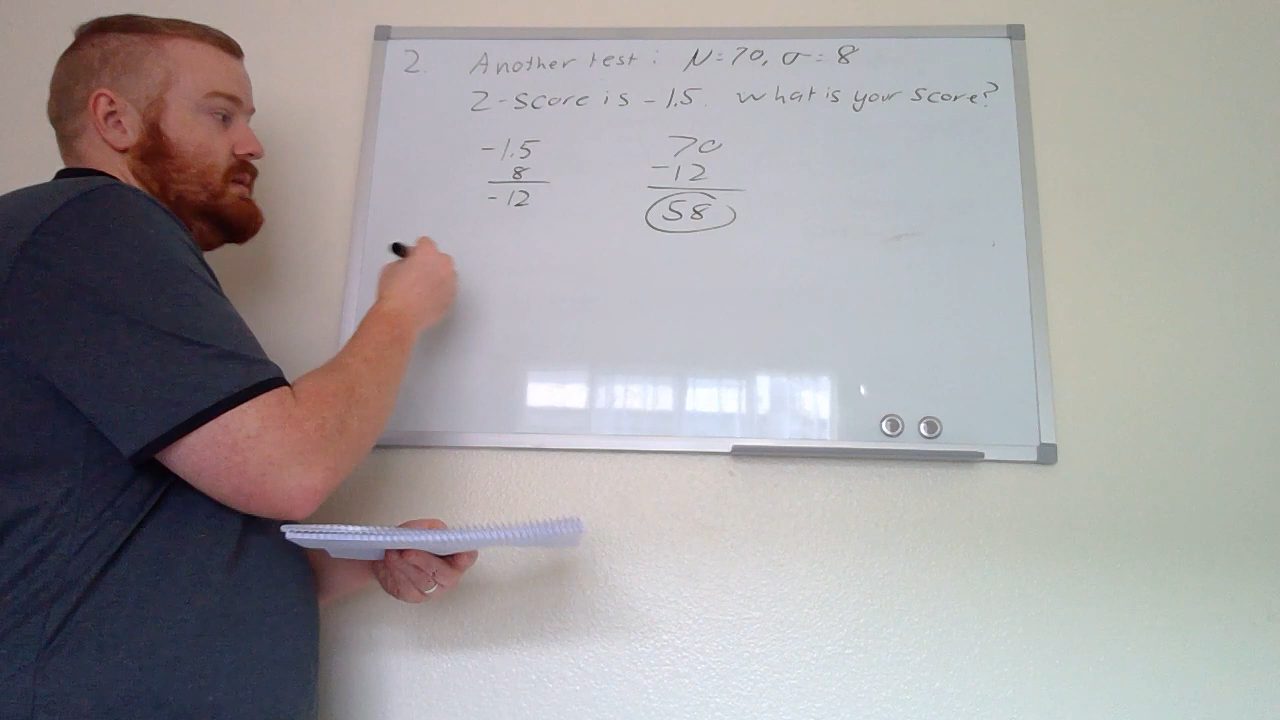 2. Another test: μ=70, σ=8
Z-score is -1.5. What is your score?
-1.5 70
8 -12
-12 58